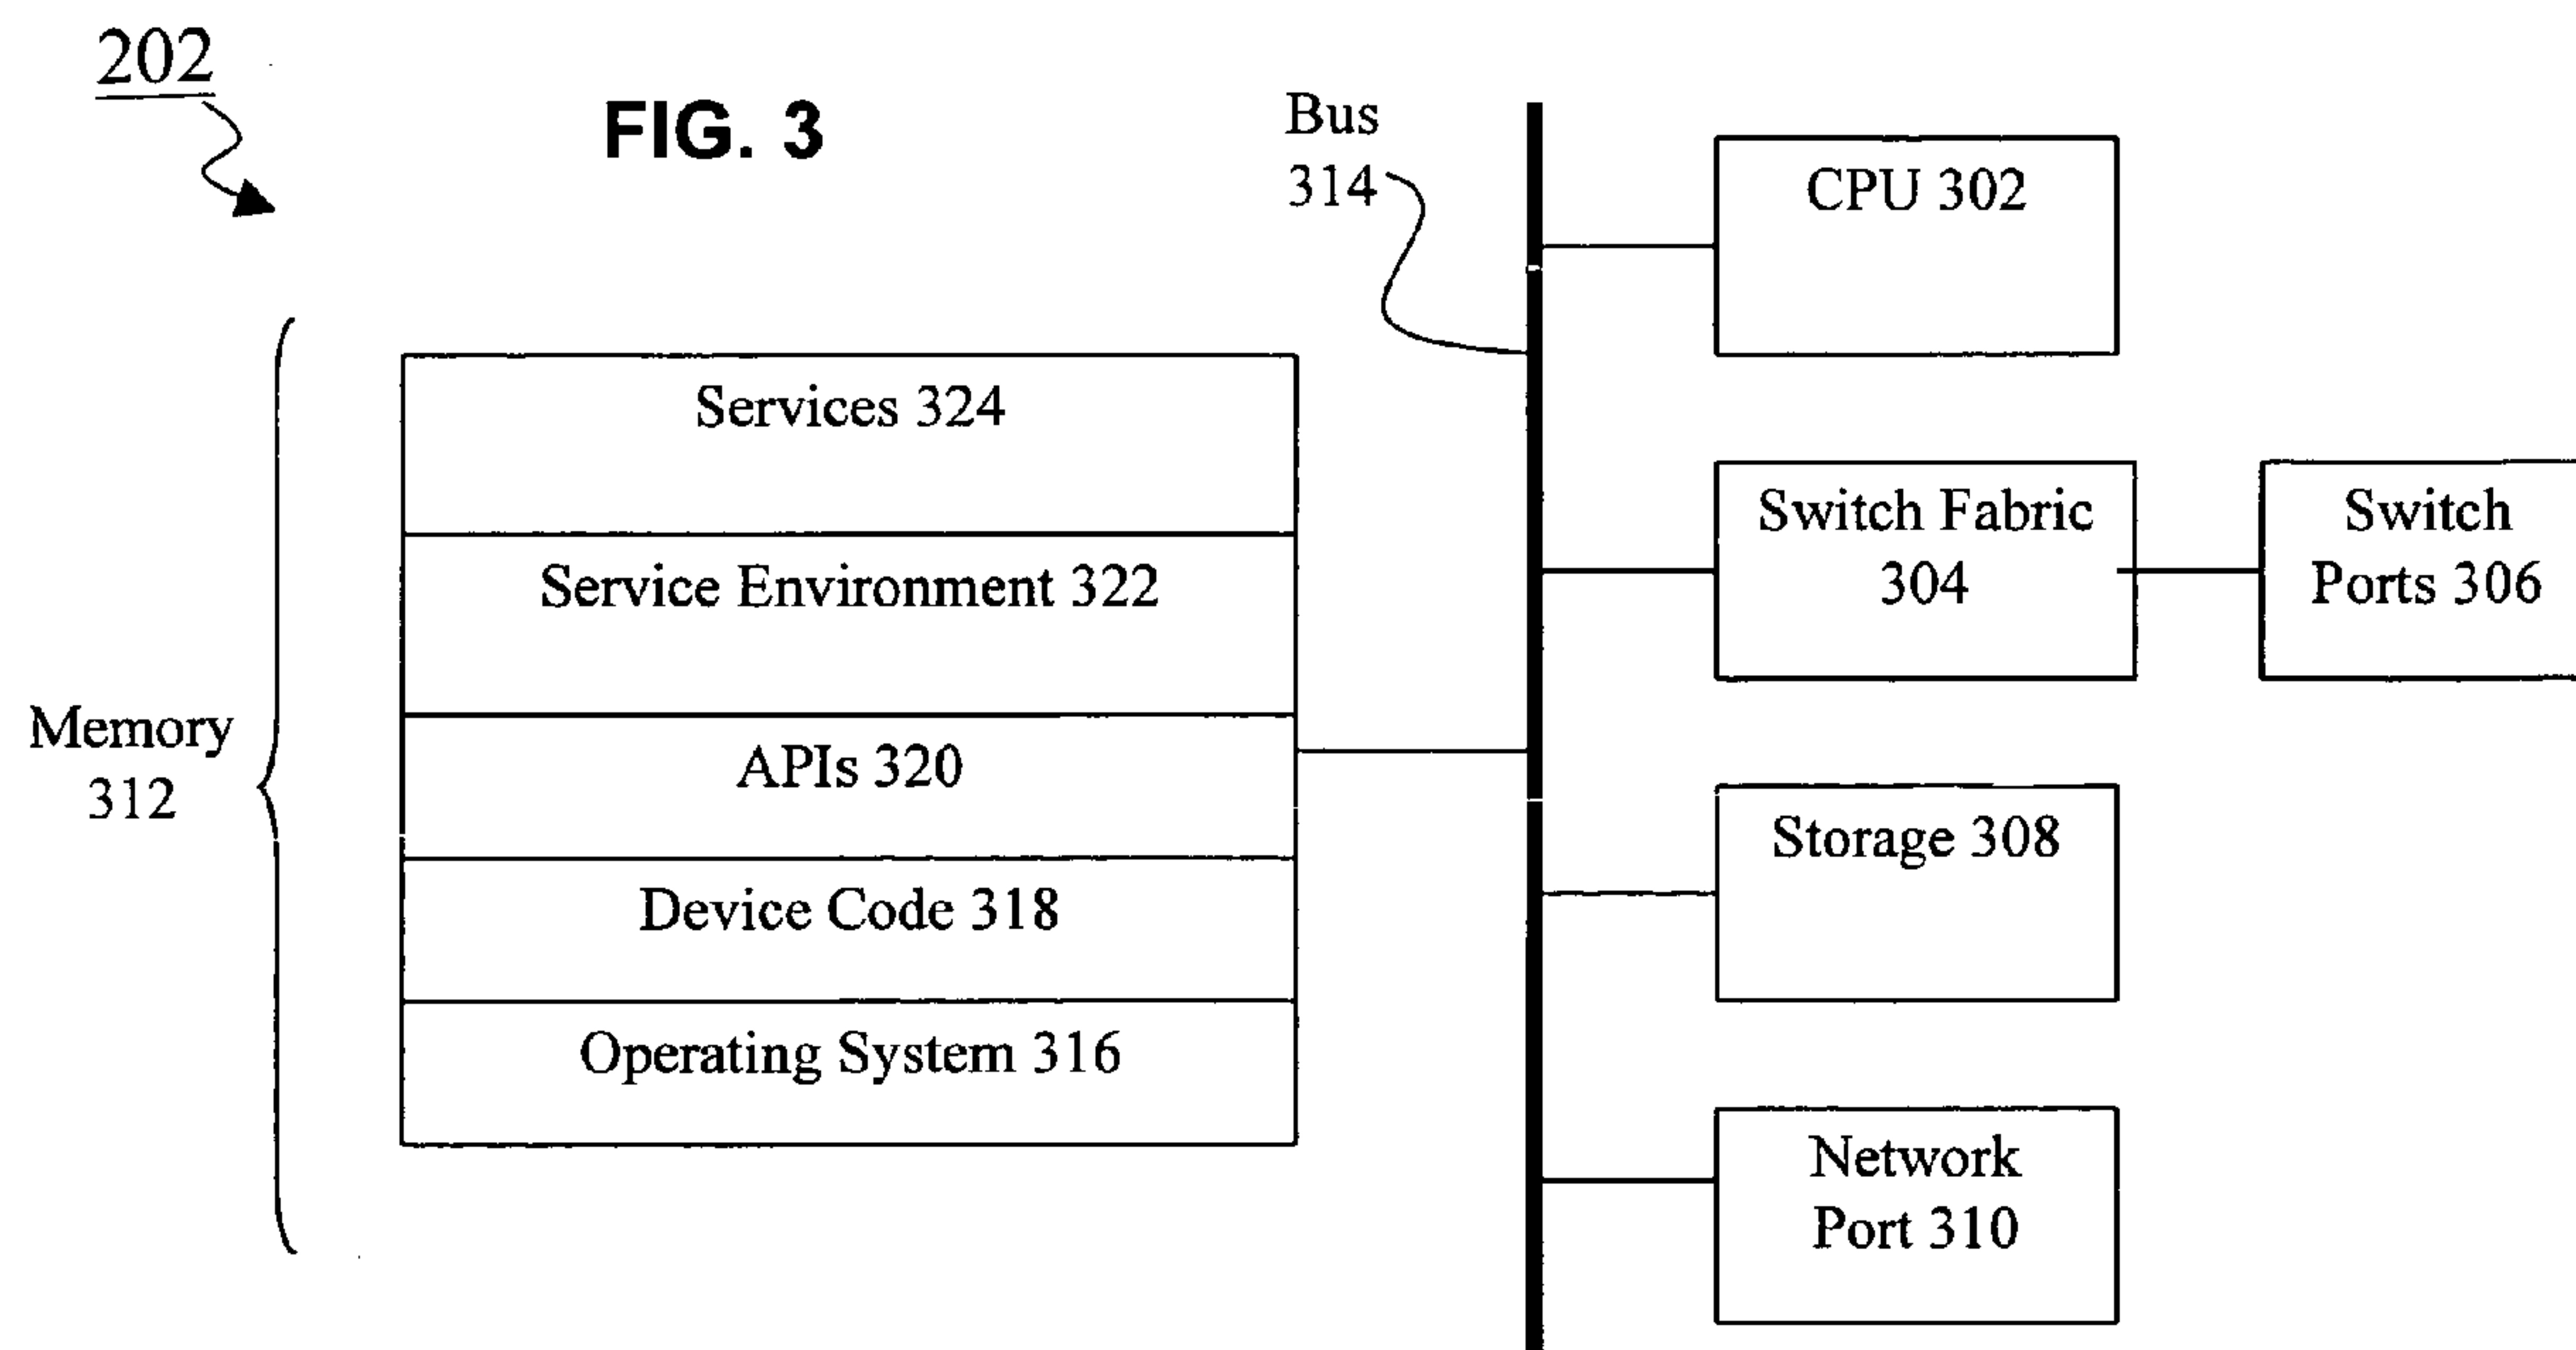 202
FIG. 3
Bus
314
CPU 302
Services 324
Switch Fabric
304
Switch
Ports 306
Service Environment 322
Memory
312
APIs 320
Storage 308
Device Code 318
Operating System 316
Network
Port 310